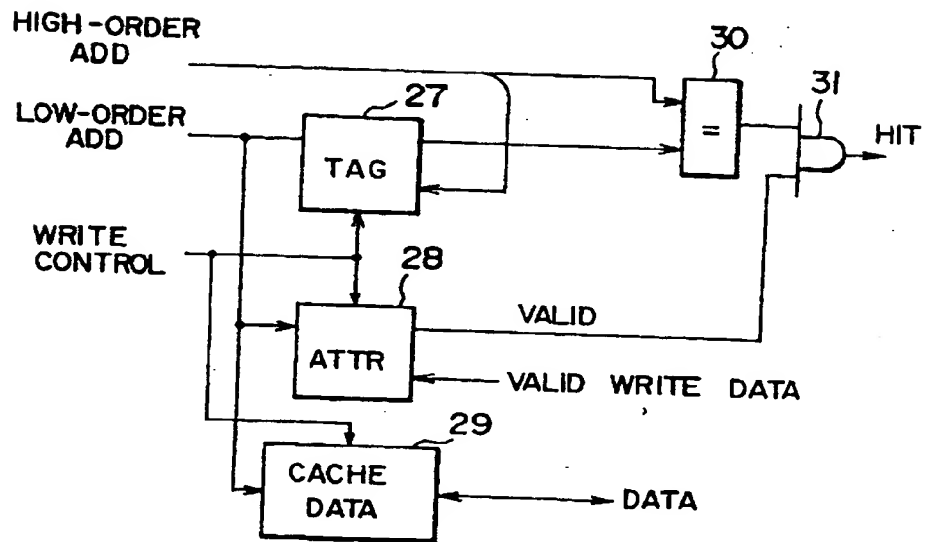 HIGH-ORDER
ADD
30
31
27
LOW-ORDER
ADD
=
HIT
TAG
WRITE
CONTROL
28
VALID
ATTR
VALID WRITE DATA
29
CACHE
DATA
DATA